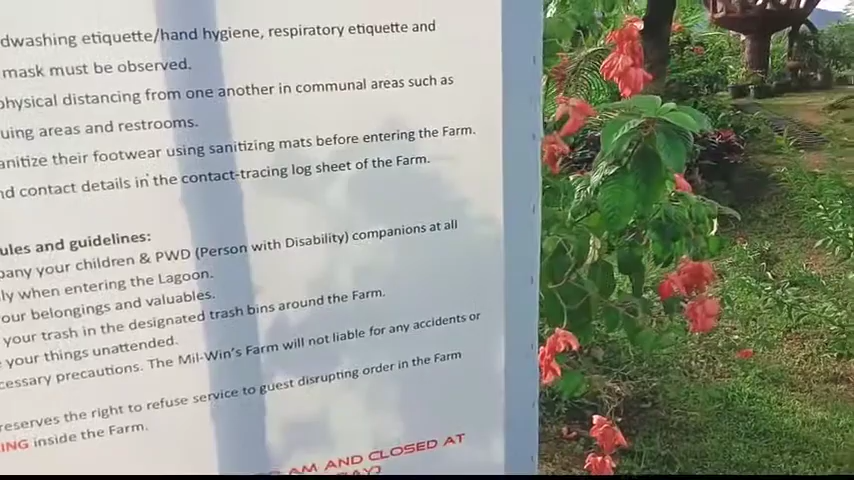 dwashing Etiquette/Hand hygiene, respiratory etiquette and
mask must be observed.
physical distancing from one another in communal areas such as
uing areas and restrooms.
anitize their footwear using sanitizing mats before entering the Farm.
nd contact details in the contact-tracing log sheet of the Farm.
ules and guidelines:
pany your children & PWD (Person with Disability) companions at all
ly when entering the Lagoon.
our belongings and valuables.
your trash in the designated trash bins around the Farm.
e your things unattended.
cessary precautions. The Mil-Win's Farm will not liable for any accidents or
reserves the right to refuse service to guest disrupting order in the Farm
ING inside the Farm.
AM AND CLOSED AT